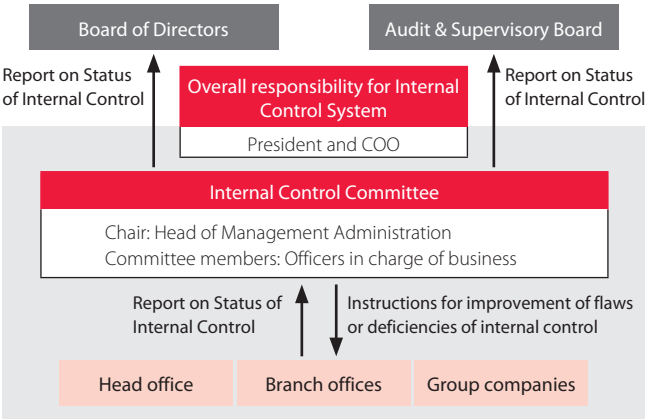 Board of Directors
Audit & Supervisory Board
Report on Status
of Internal Control
Overall responsibility for Internal
Control System
President and COO
Report on Status
of Internal Control
Internal Control Committee
Chair: Head of Management Administration
Committee members: Officers in charge of business
Report on Status of
Internal Control
Instructions for improvement of flaws
or deficiencies of internal control
Head office
Branch offices
Group companies